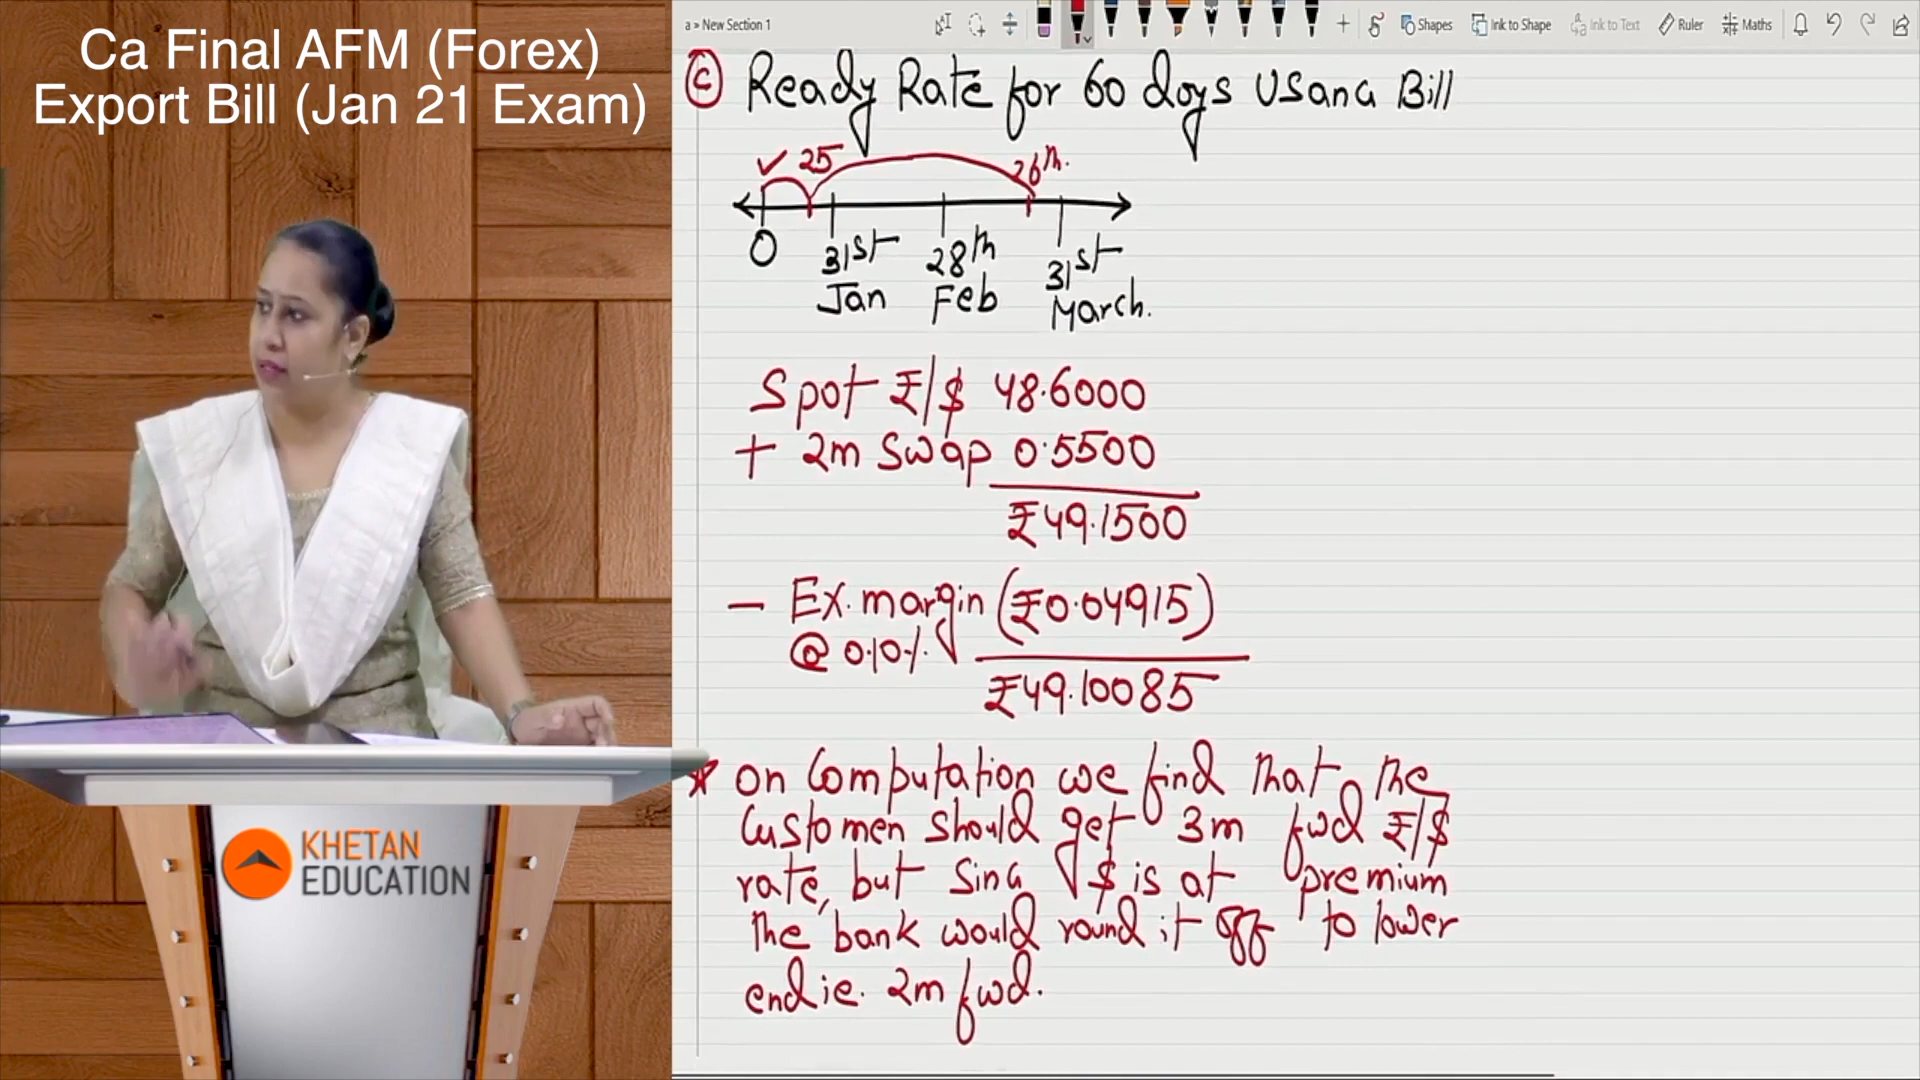 Ca Final AFM (Forex)
Export Bill (Jan 21 Exam)
a > New Section 1
Shapes
Ink to Shape
Ink to Text
Ruler
Maths
C Ready Rate for 60 days Usance Bill
✓ 25 26th.
0 31st Jan 28th Feb 31st March.
Spot ₹/$ 48.6000
+ 2m Swap 0.5500
₹49.1500
- Ex. margin (₹0.04915)
@ 0.10%
₹49.10085
* On Computation we find that the
Customer should get 3m fwd ₹/$
rate, but Since $ is at premium
the bank would round it off to lower
end ie. 2m fwd.
KHETAN
EDUCATION